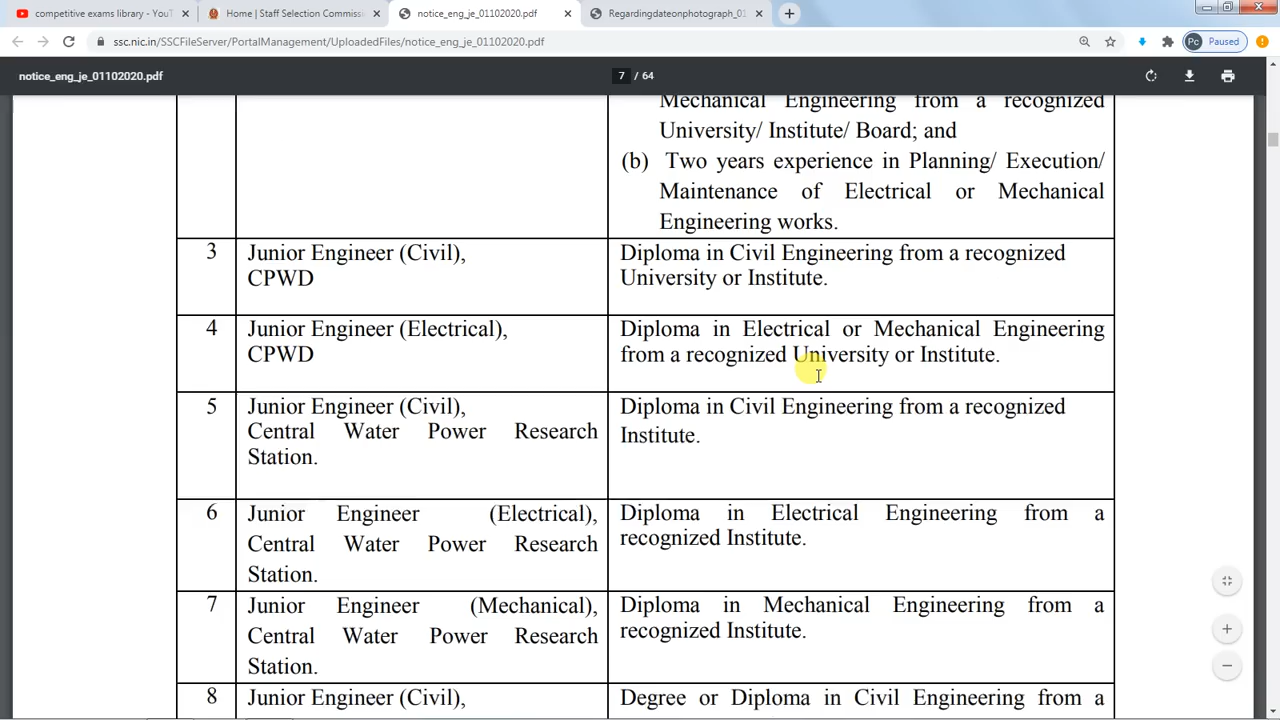 competitive exams library - YouT
Home | Staff Selection Commissi
notice_eng_je_01102020.pdf
Regardingdateonphotograph_01
ssc.nic.in/SSCFileServer/PortalManagement/UploadedFiles/notice_eng_je_01102020.pdf
Pc Paused
notice_eng_je_01102020.pdf
7 / 64
Mechanical Engineering from a recognized
University/ Institute/ Board; and
(b) Two years experience in Planning/ Execution/
Maintenance of Electrical or Mechanical
Engineering works.
3 Junior Engineer (Civil), Diploma in Civil Engineering from a recognized
CPWD University or Institute.
4 Junior Engineer (Electrical), Diploma in Electrical or Mechanical Engineering
CPWD from a recognized University or Institute.
5 Junior Engineer (Civil), Diploma in Civil Engineering from a recognized
Central Water Power Research Institute.
Station.
6 Junior Engineer (Electrical), Diploma in Electrical Engineering from a
Central Water Power Research recognized Institute.
Station.
7 Junior Engineer (Mechanical), Diploma in Mechanical Engineering from a
Central Water Power Research recognized Institute.
Station.
8 Junior Engineer (Civil), Degree or Diploma in Civil Engineering from a